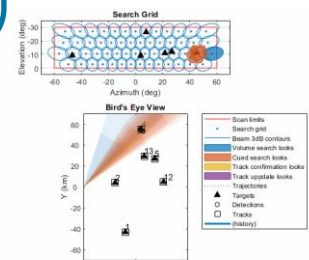 Search Grid
-30
-20
-10
0
Elevation (deg)
-60 -40 -20 0 20 40 60
Azimuth (deg)
Bird's Eye View
60
40
20
0
-20
-40
-60
Y (km)
13
5
2
12
1
Scan limits
Search grid
Beam 3dB contours
Volume search looks
Cued search looks
Track confirmation looks
Track update looks
Trajectories
Targets
Detections
Tracks
(history)